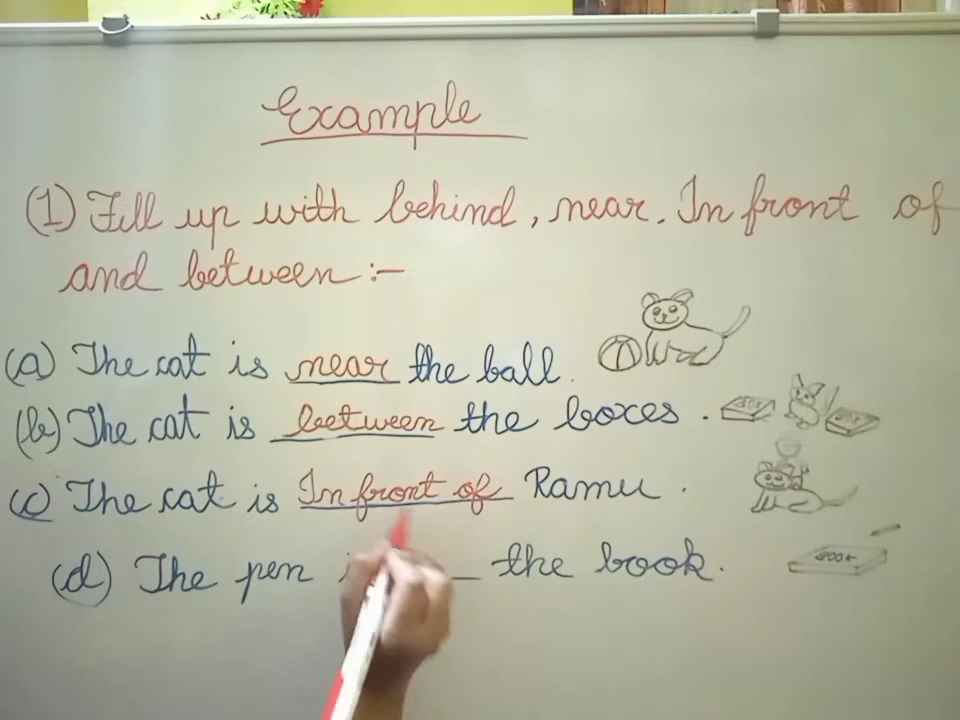 Example
(1) Fill up with behind, near. In front of
and between :-
(a) The cat is near the ball.
(b) The cat is between the boxes.
(c) The cat is In front of Ramu.
(d) The pen __ the book.
BOOK